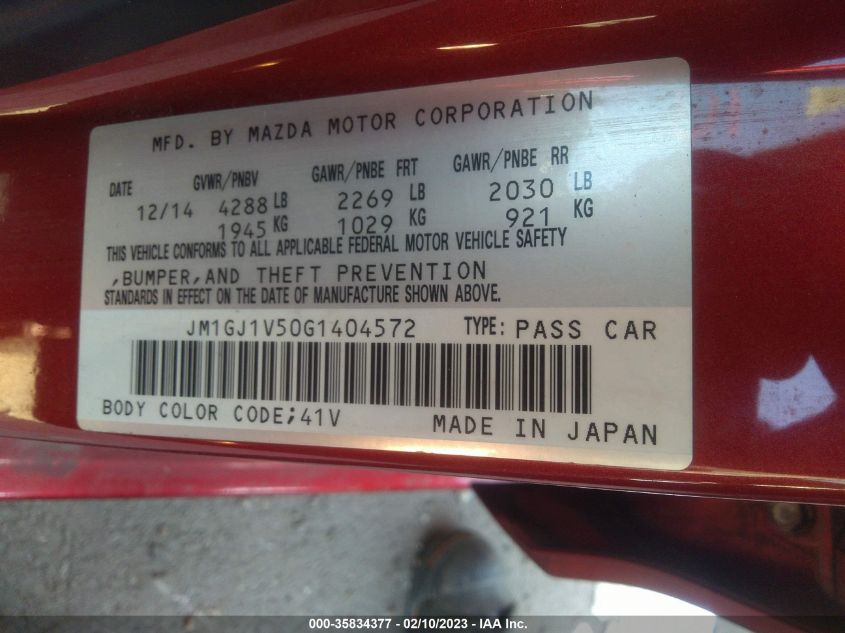 MFD. BY MAZDA MOTOR CORPORATION
DATE GVWR/PNBV GAWR/PNBE FRT GAWR/PNBE RR
12/14 4288 LB 2269 LB 2030 LB
1945 KG 1029 KG 921 KG
THIS VEHICLE CONFORMS TO ALL APPLICABLE FEDERAL MOTOR VEHICLE SAFETY
,BUMPER,AND THEFT PREVENTION
STANDARDS IN EFFECT ON THE DATE OF MANUFACTURE SHOWN ABOVE.
JM1GJ1V50G1404572 TYPE: PASS CAR
BODY COLOR CODE;41V MADE IN JAPAN
000-35834377 - 02/10/2023 - IAA Inc.